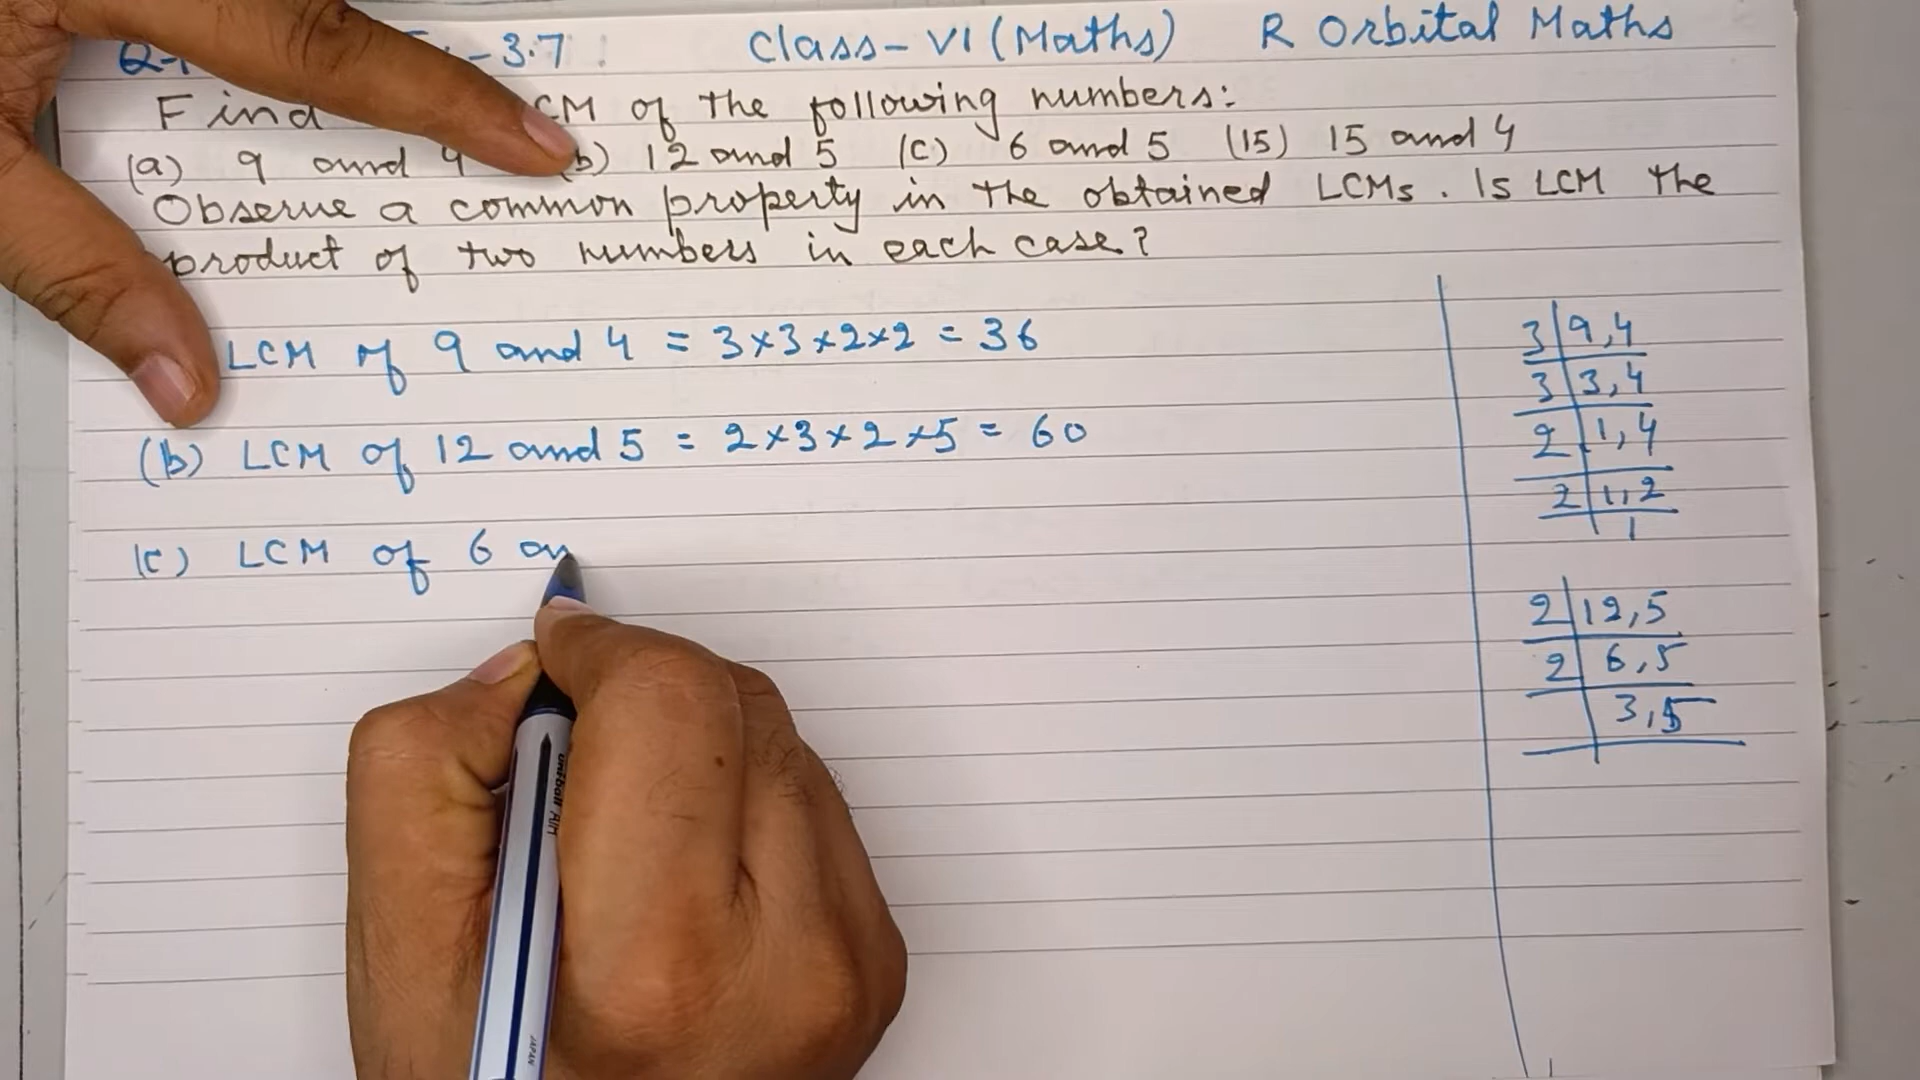 -3.7 Class-VI (Maths) R Orbital Maths
Find CM of the following numbers:
(a) 9 and 4 (b) 12 and 5 (c) 6 and 5 (15) 15 and 4
Observe a common property in the obtained LCMs. Is LCM the
product of two numbers in each case?
LCM of 9 and 4 = 3×3×2×2 = 36
(b) LCM of 12 and 5 = 2×3×2×5 = 60
(c) LCM of 6 an
3 9,4
3 3,4
2 1,4
2 1,2
1
2 12,5
2 6,5
3,5
uniball AIR
JAPAN